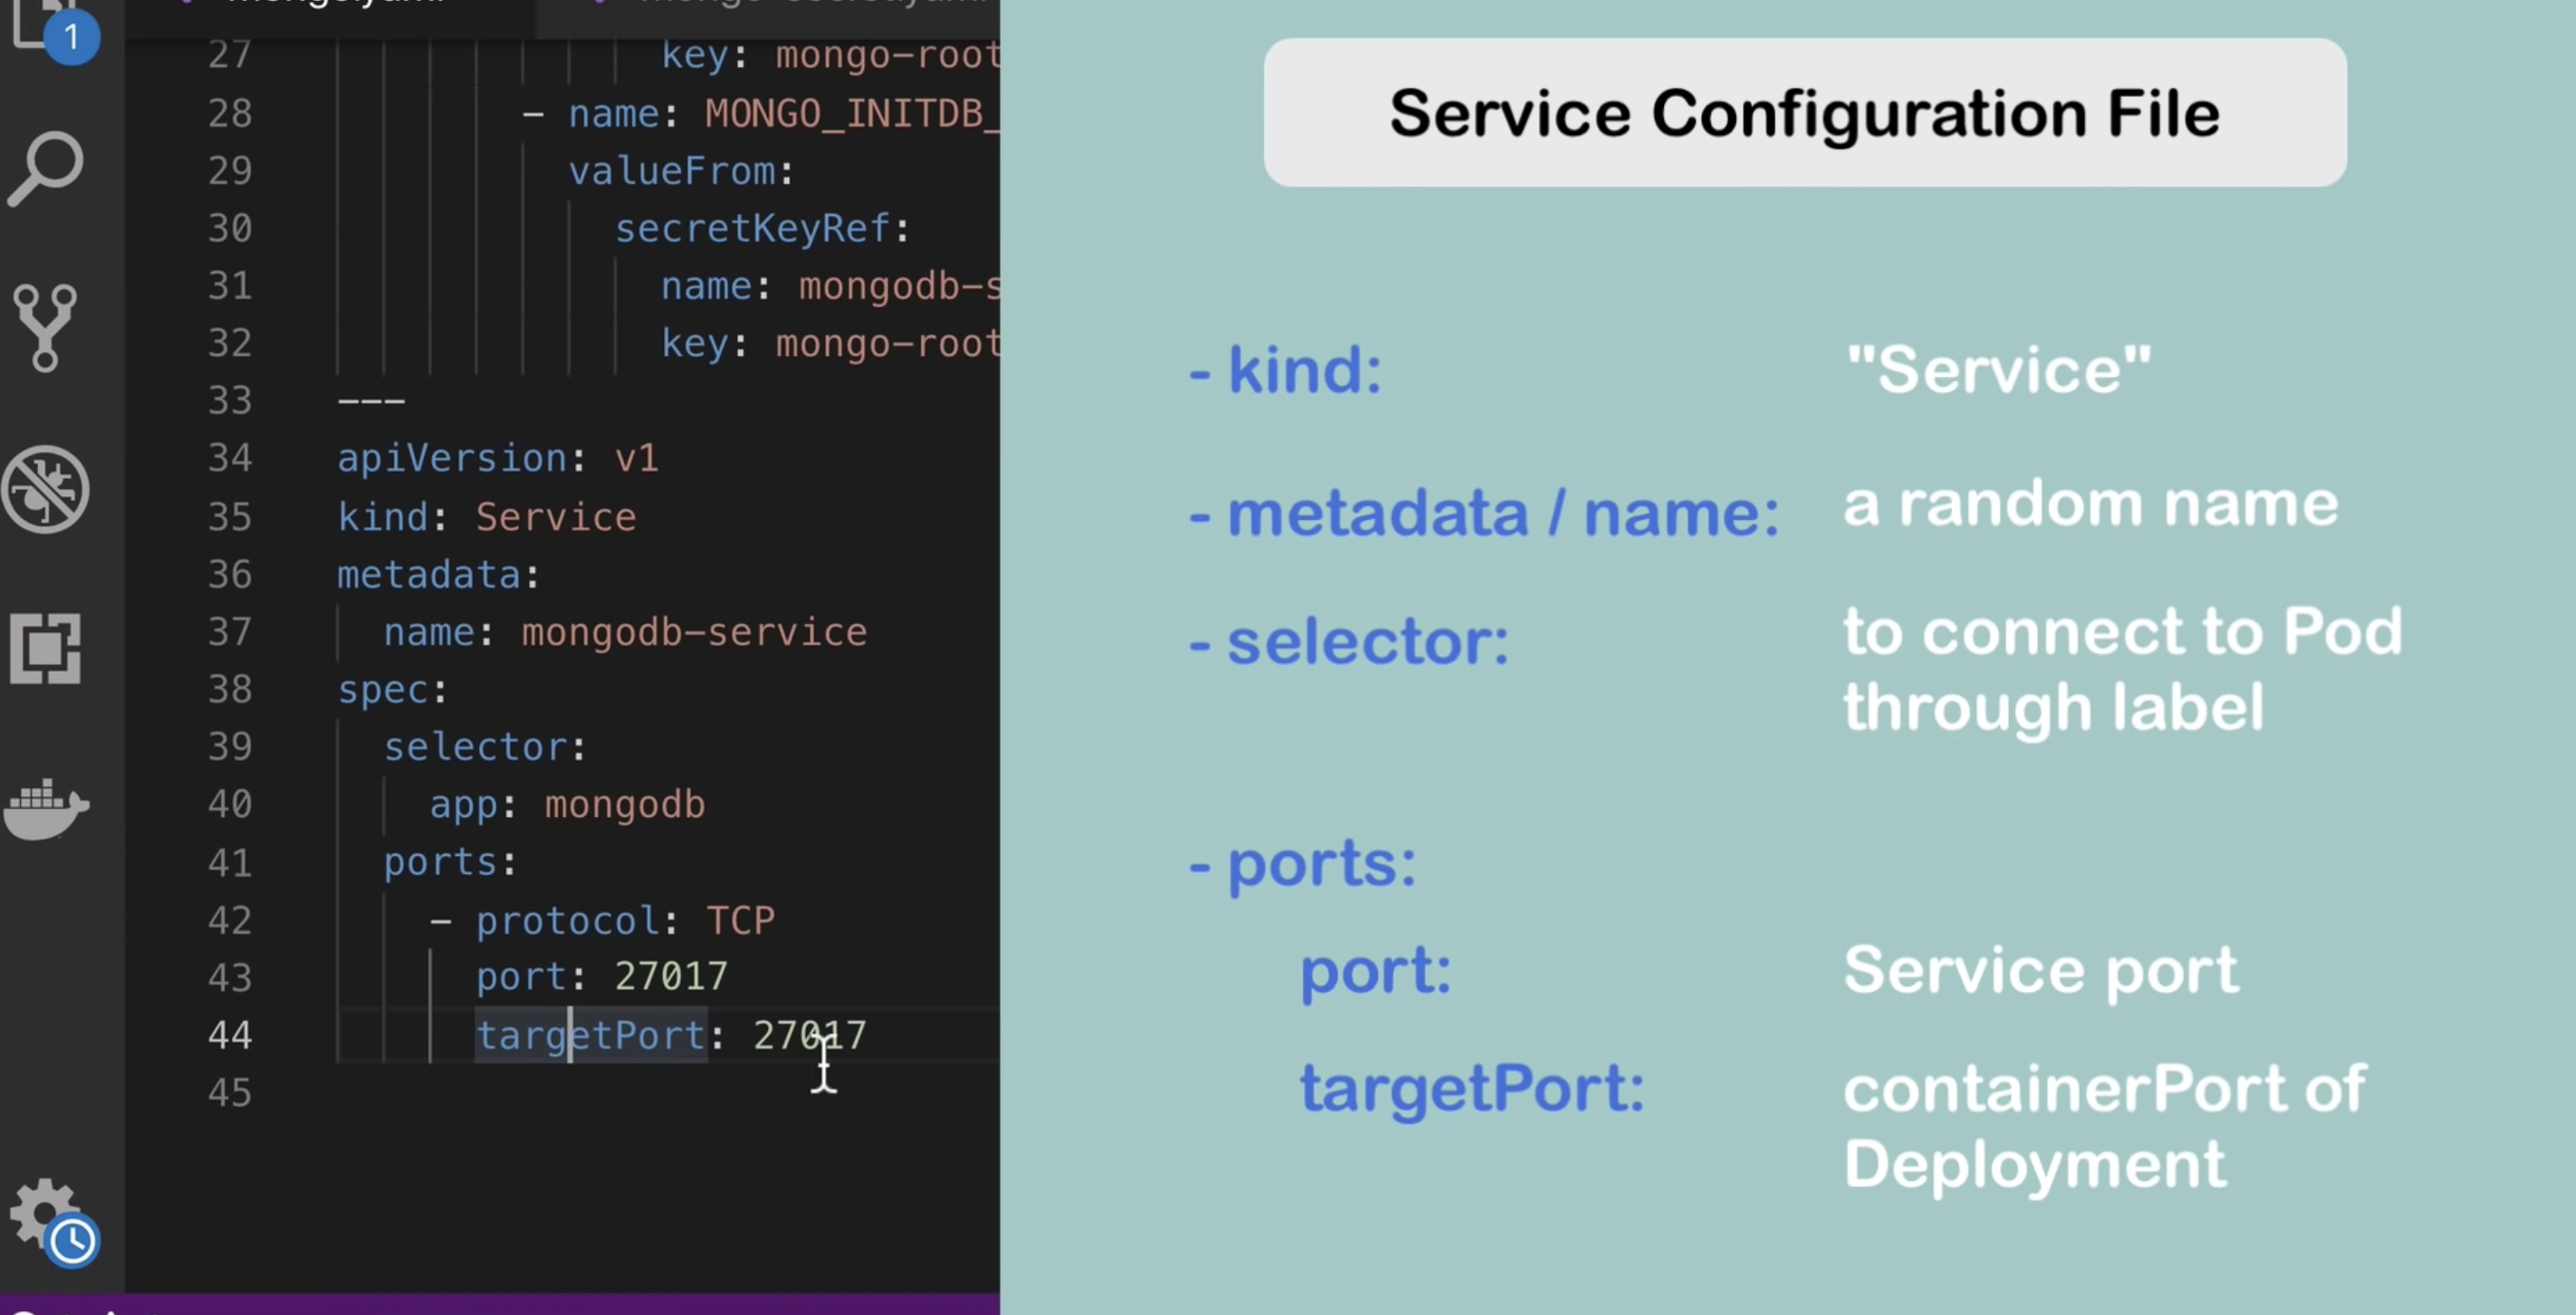 1
27 key: mongo-root
28 - name: MONGO_INITDB_
29 valueFrom:
30 secretKeyRef:
31 name: mongodb-s
32 key: mongo-root
33 ---
34 apiVersion: v1
35 kind: Service
36 metadata:
37 name: mongodb-service
38 spec:
39 selector:
40 app: mongodb
41 ports:
42 - protocol: TCP
43 port: 27017
44 targetPort: 27017
45
Service Configuration File
- kind: "Service"
- metadata / name: a random name
- selector: to connect to Pod
through label
- ports:
port: Service port
targetPort: containerPort of
Deployment